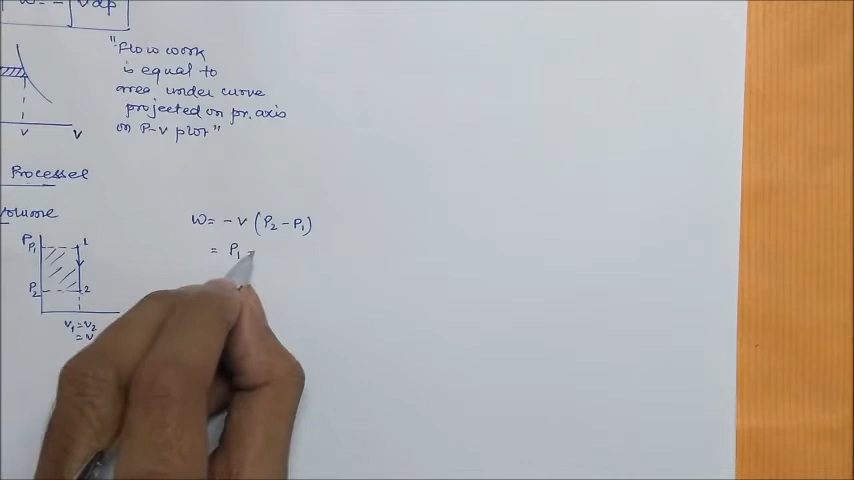 W = - ∫ vdp
"Flow work
is equal to
area under curve
projected on pr. axis
on P-V plot"
v
V
Processes
Volume
W = - V (P2 - P1)
= P1 -
P
P1
1
P2
2
V1 = V2
= V